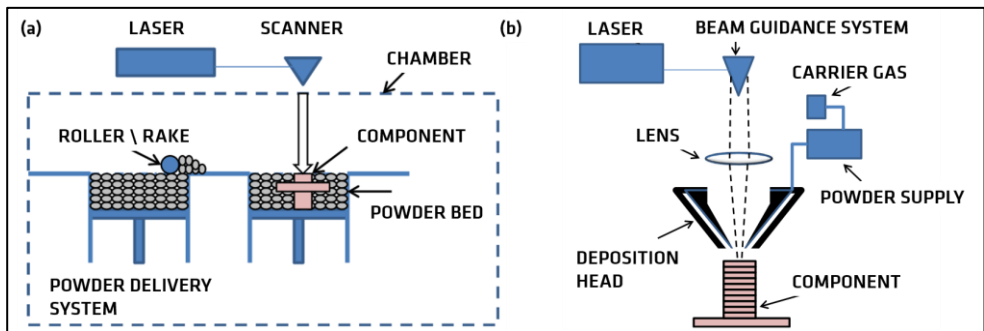 (a)
LASER
SCANNER
CHAMBER
ROLLER \ RAKE
COMPONENT
POWDER BED
POWDER DELIVERY
SYSTEM
(b)
LASER
BEAM GUIDANCE SYSTEM
CARRIER GAS
LENS
POWDER SUPPLY
DEPOSITION
HEAD
COMPONENT